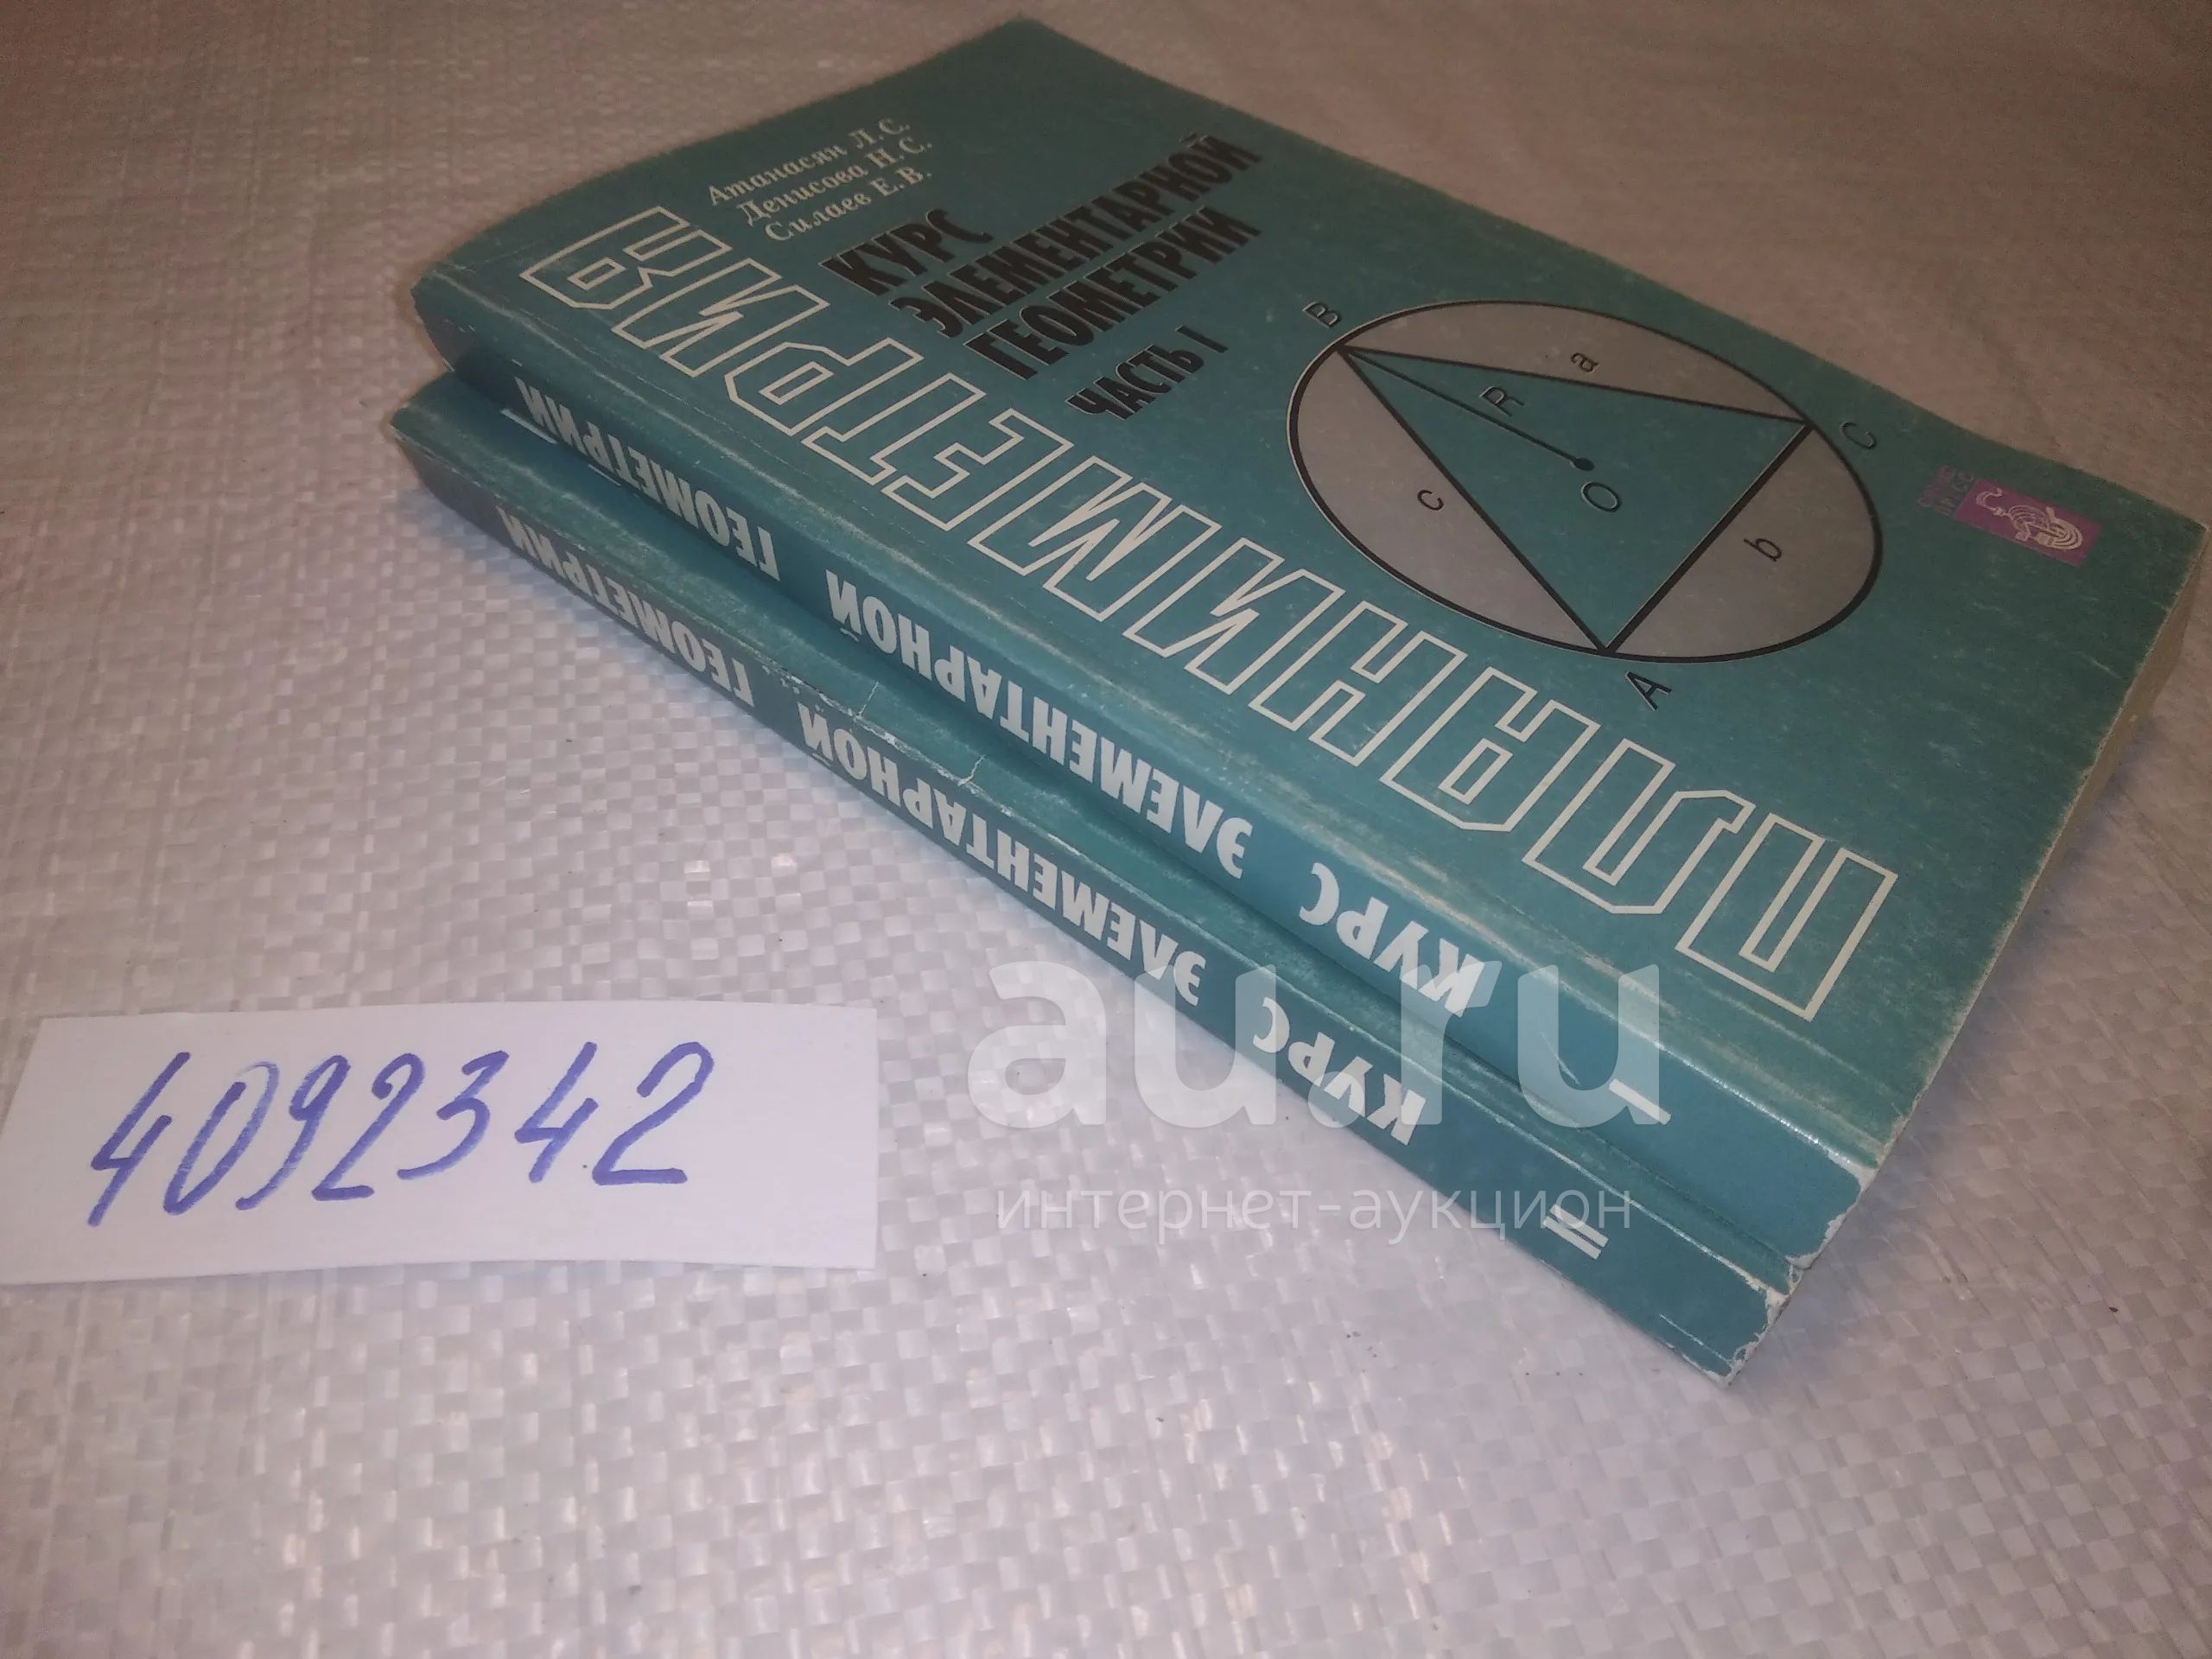 Атанасян Л. С.
Денисова Н. С.
Силаев Е. В.
КУРС
ЭЛЕМЕНТАРНОЙ
ГЕОМЕТРИИ
ЧАСТЬ I
ПЛАНИМЕТРИЯ
B
a
R
C
O
c
b
A
I КУРС ЭЛЕМЕНТАРНОЙ ГЕОМЕТРИИ I
II КУРС ЭЛЕМЕНТАРНОЙ ГЕОМЕТРИИ
4092342
au.ru
интернет-аукцион